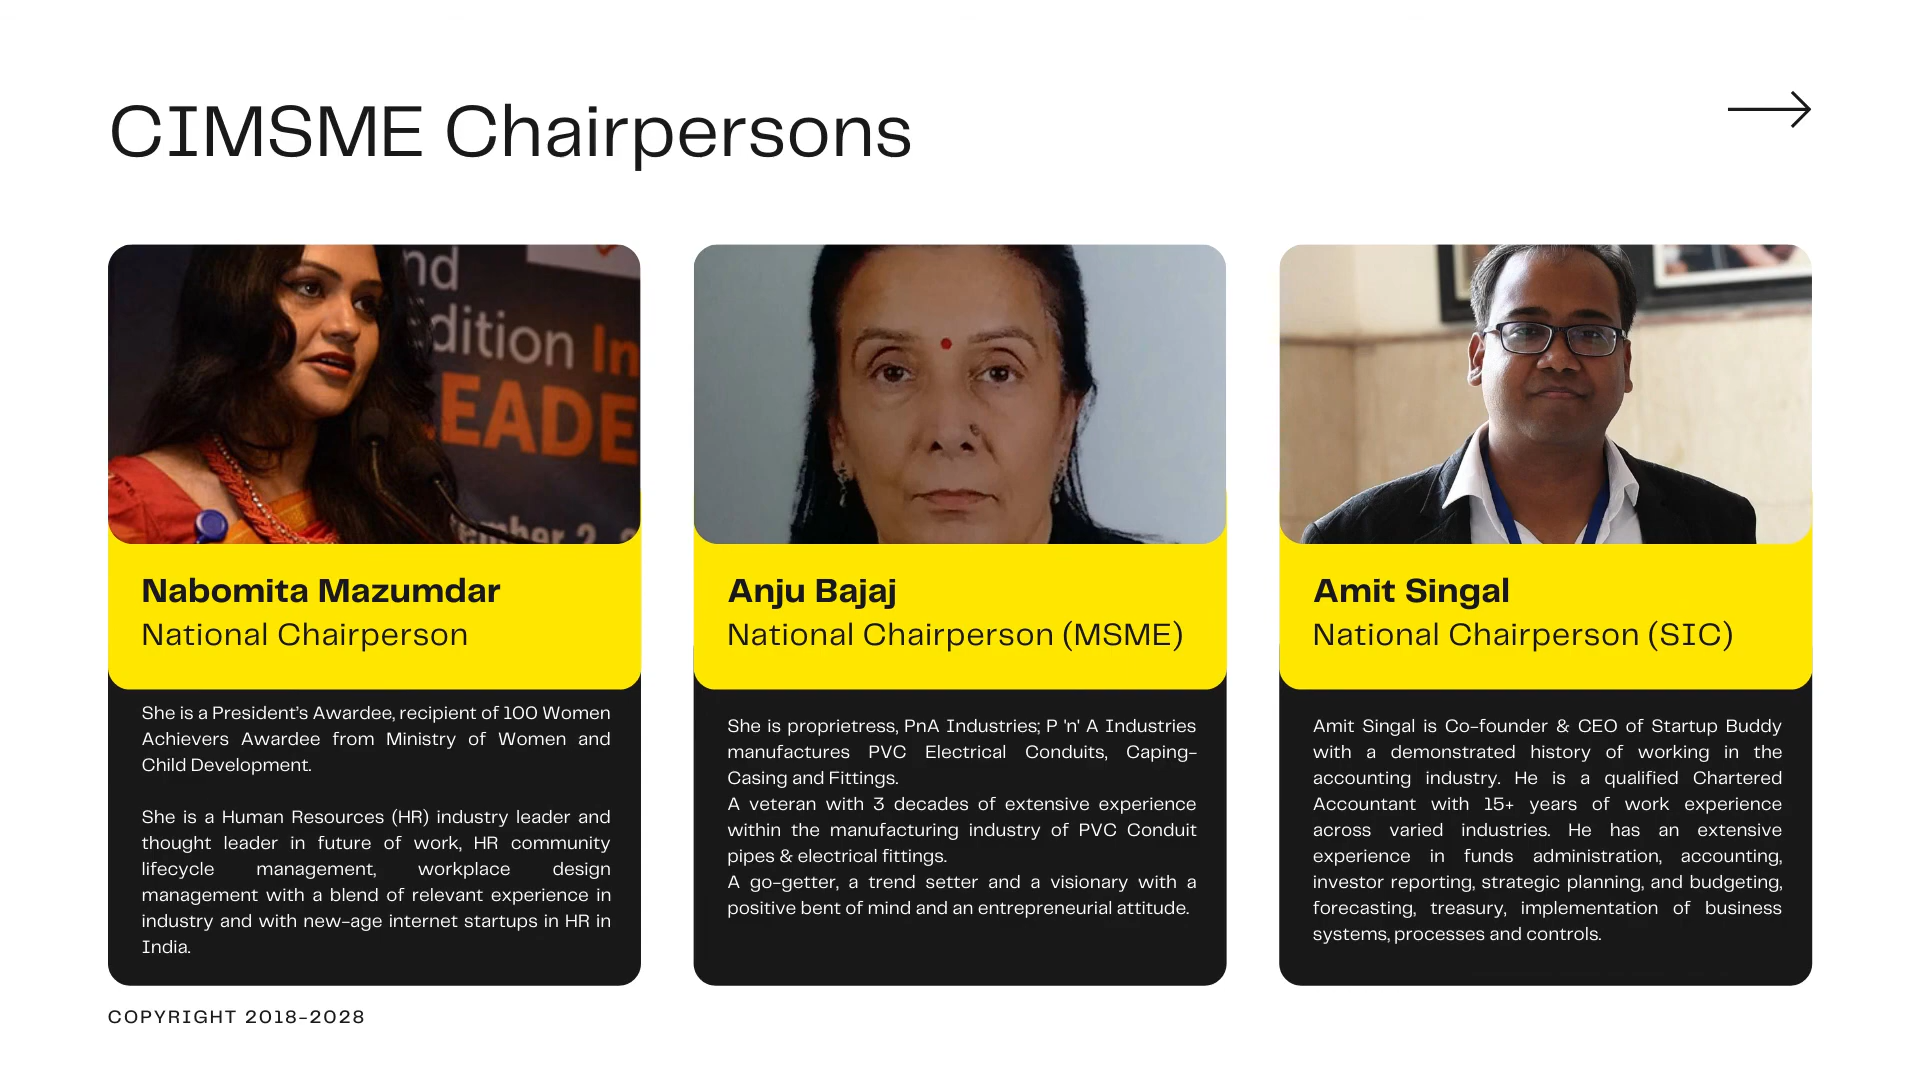 CIMSME Chairpersons
nd
dition In
EADE
mber 2,
Nabomita Mazumdar
National Chairperson
She is a President’s Awardee, recipient of 100 Women
Achievers Awardee from Ministry of Women and
Child Development.
She is a Human Resources (HR) industry leader and
thought leader in future of work, HR community
lifecycle management, workplace design
management with a blend of relevant experience in
industry and with new-age internet startups in HR in
India.
Anju Bajaj
National Chairperson (MSME)
She is proprietress, PnA Industries; P 'n' A Industries
manufactures PVC Electrical Conduits, Caping-
Casing and Fittings.
A veteran with 3 decades of extensive experience
within the manufacturing industry of PVC Conduit
pipes & electrical fittings.
A go-getter, a trend setter and a visionary with a
positive bent of mind and an entrepreneurial attitude.
Amit Singal
National Chairperson (SIC)
Amit Singal is Co-founder & CEO of Startup Buddy
with a demonstrated history of working in the
accounting industry. He is a qualified Chartered
Accountant with 15+ years of work experience
across varied industries. He has an extensive
experience in funds administration, accounting,
investor reporting, strategic planning, and budgeting,
forecasting, treasury, implementation of business
systems, processes and controls.
COPYRIGHT 2018-2028